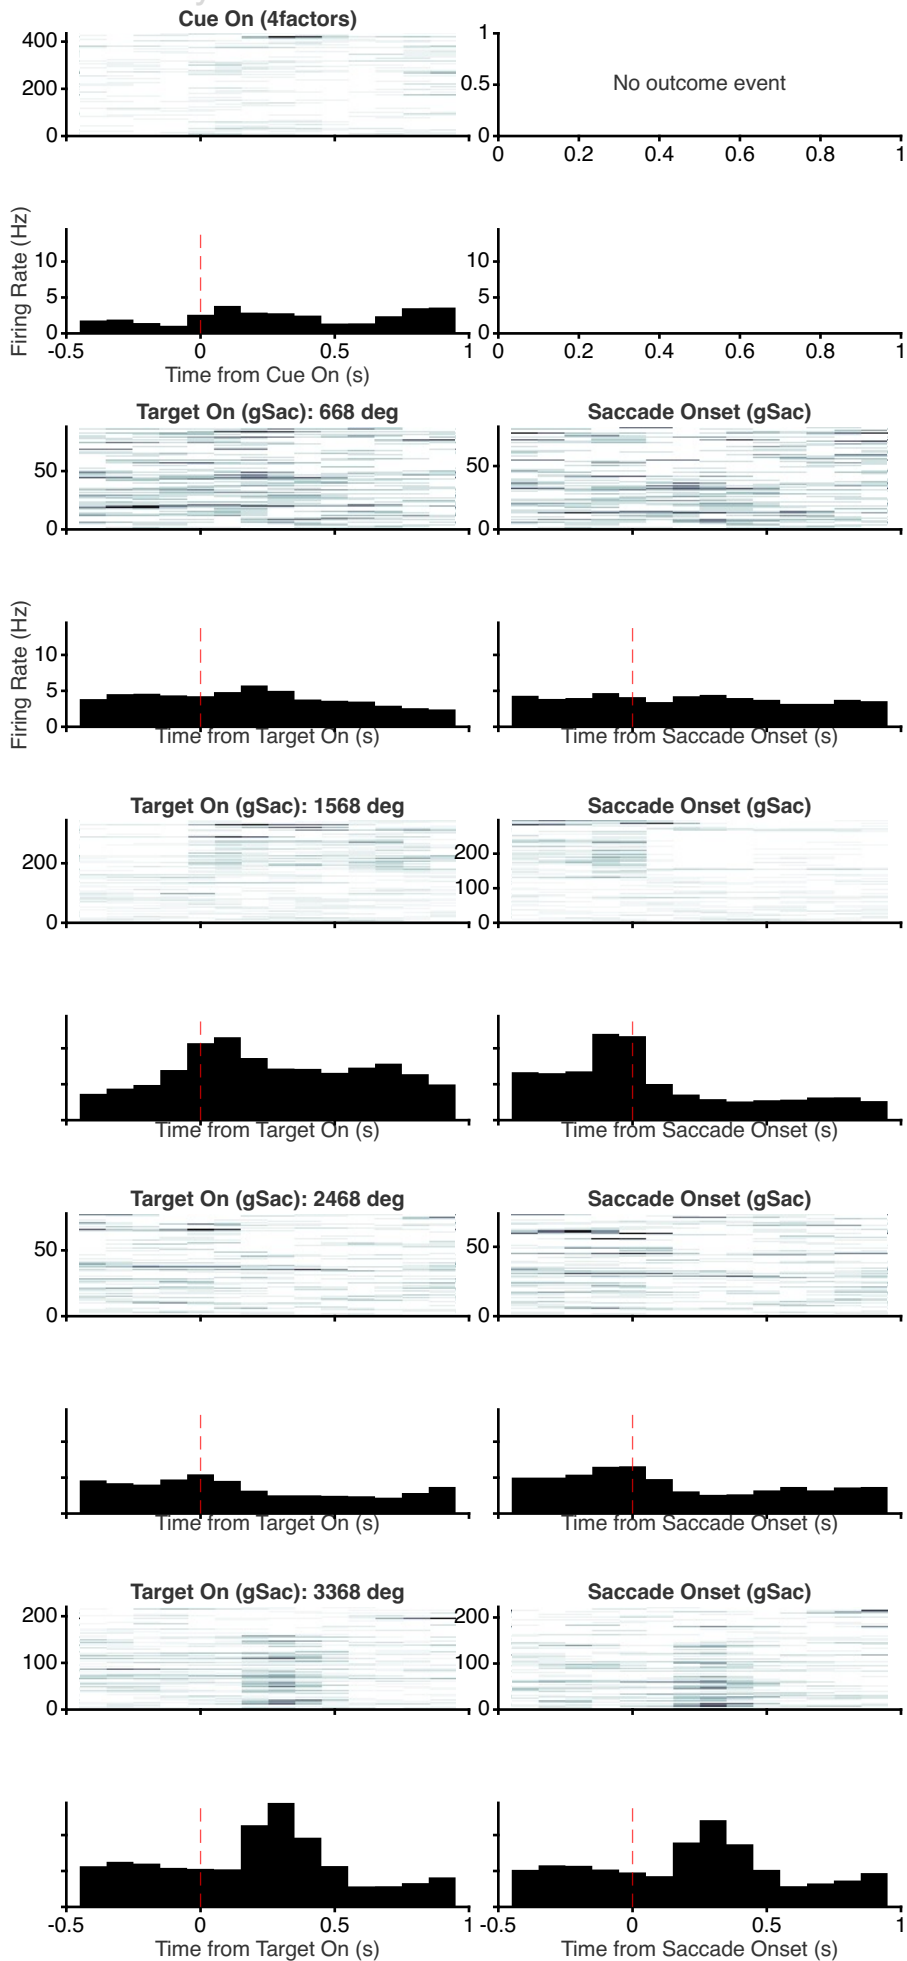 Cue On (4factors)
400
200
0
1
0.5
0
No outcome event
0 0.2 0.4 0.6 0.8 1
Firing Rate (Hz)
10
5
0
-0.5 0 0.5 1
Time from Cue On (s)
10
5
0
0 0.2 0.4 0.6 0.8 1
Target On (gSac): 668 deg
50
0
Saccade Onset (gSac)
50
0
Firing Rate (Hz)
10
5
0
Time from Target On (s)
Time from Saccade Onset (s)
Target On (gSac): 1568 deg
200
0
Saccade Onset (gSac)
200
100
0
Time from Target On (s)
Time from Saccade Onset (s)
Target On (gSac): 2468 deg
50
0
Saccade Onset (gSac)
50
0
Time from Target On (s)
Time from Saccade Onset (s)
Target On (gSac): 3368 deg
200
100
0
Saccade Onset (gSac)
200
100
0
-0.5 0 0.5 1
Time from Target On (s)
-0.5 0 0.5 1
Time from Saccade Onset (s)